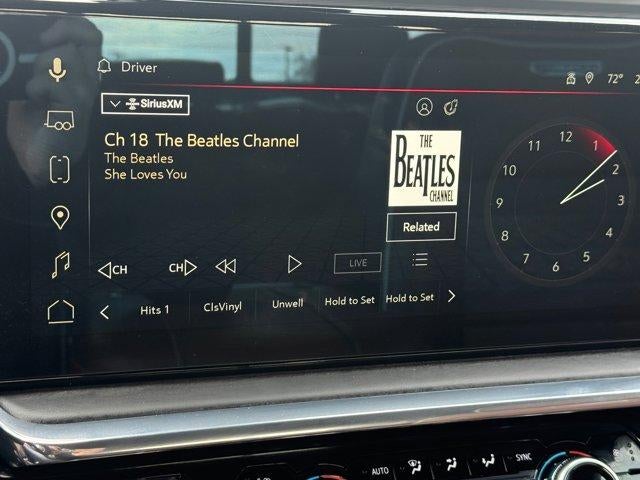 Driver
72° 2
SiriusXM
Ch 18 The Beatles Channel
The Beatles
She Loves You
THE
BEATLES
CHANNEL
Related
CH CH LIVE
Hits 1 ClsVinyl Unwell Hold to Set Hold to Set
12
1
2
3
4
5
6
7
8
9
10
11
AUTO SYNC